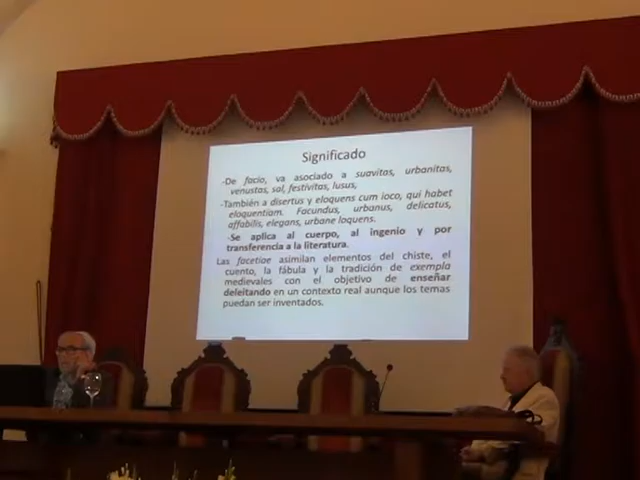 Significado
-De facio, va asociado a suavitas, urbanitas,
venustas, sal, festivitas, lusus,
-También a disertus y eloquens cum ioco, qui habet
eloquentiam. Facundus, urbanus, delicatus,
affabilis, elegans, urbane loquens.
-Se aplica al cuerpo, al ingenio y por
transferencia a la literatura.
Las facetiae asimilan elementos del chiste, el
cuento, la fábula y la tradición de exempla
medievales con el objetivo de enseñar
deleitando en un contexto real aunque los temas
puedan ser inventados.